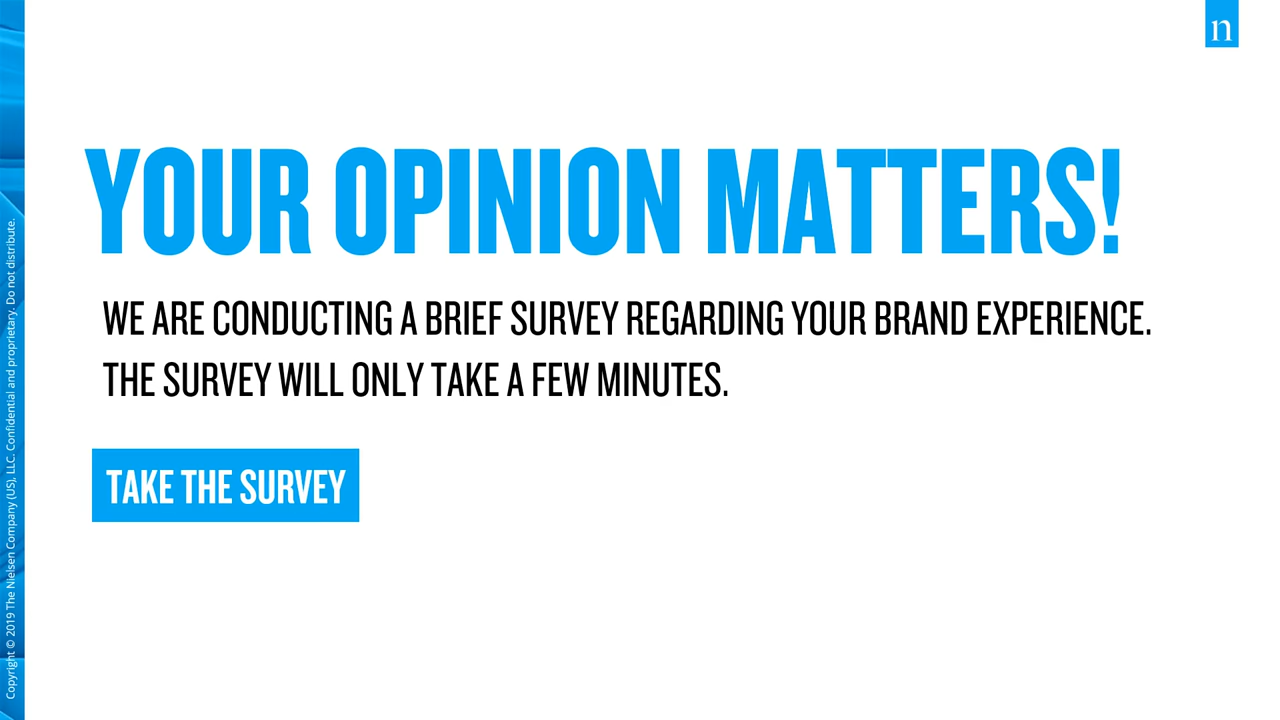 n
YOUR OPINION MATTERS!
WE ARE CONDUCTING A BRIEF SURVEY REGARDING YOUR BRAND EXPERIENCE.
THE SURVEY WILL ONLY TAKE A FEW MINUTES.
TAKE THE SURVEY
Copyright © 2019 The Nielsen Company (US), LLC. Confidential and proprietary. Do not distribute.